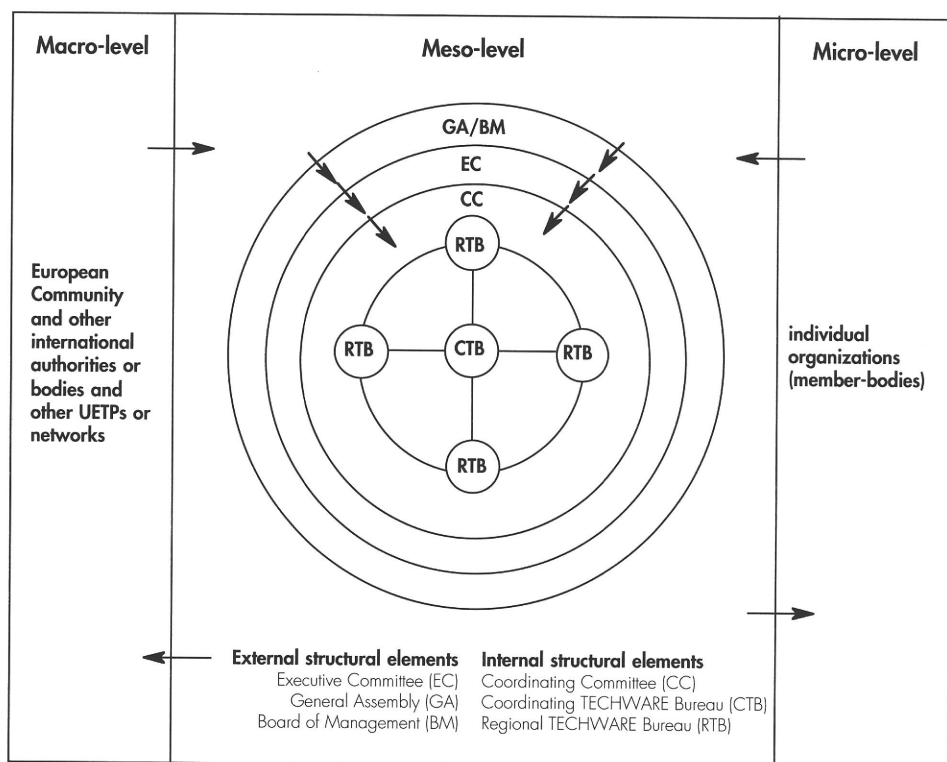 Macro-level
Meso-level
Micro-level
GA/BM
EC
CC
RTB
RTB
CTB
RTB
RTB
European
Community
and other
international
authorities or
bodies and
other UETPs or
networks
individual
organizations
(member-bodies)
External structural elements
Executive Committee (EC)
General Assembly (GA)
Board of Management (BM)
Internal structural elements
Coordinating Committee (CC)
Coordinating TECHWARE Bureau (CTB)
Regional TECHWARE Bureau (RTB)